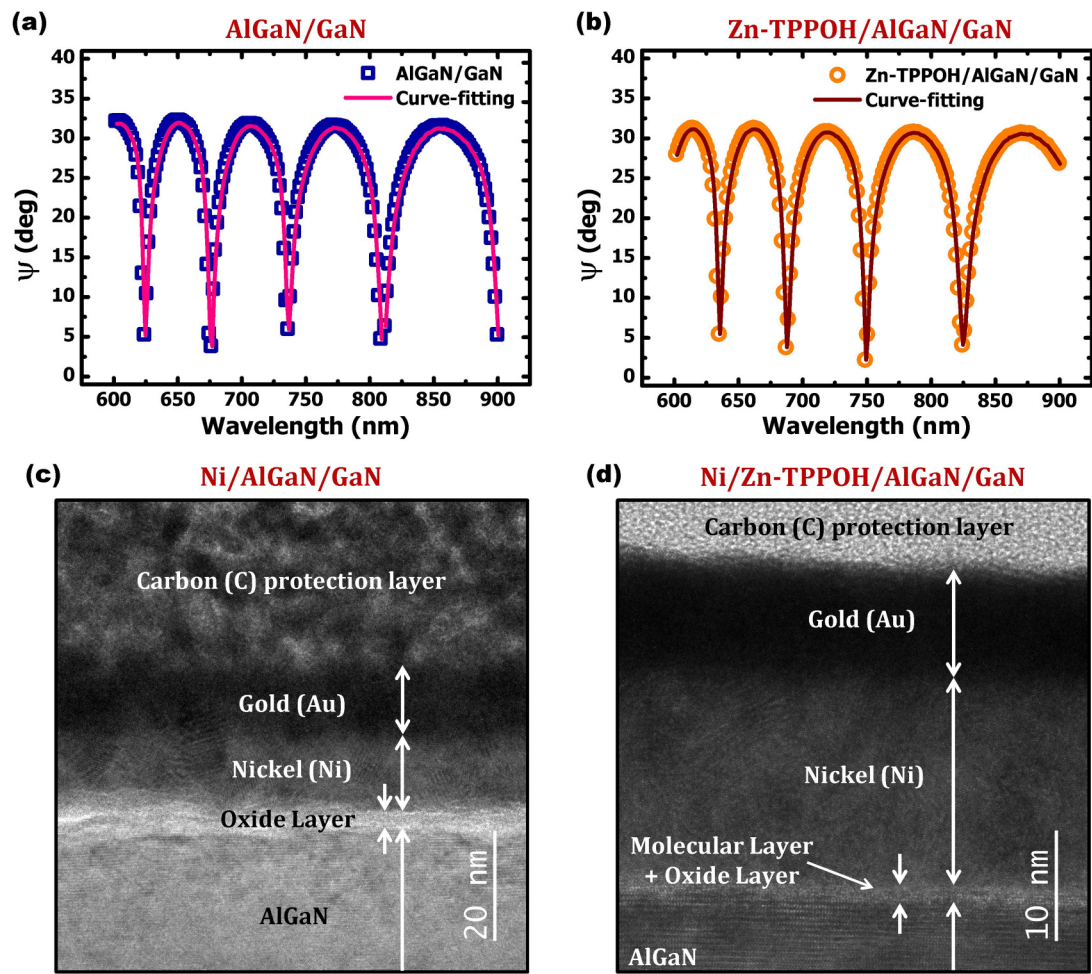 (a)
AlGaN/GaN
AlGaN/GaN
Curve-fitting
40
35
30
25
20
15
10
5
0
Ψ (deg)
600 650 700 750 800 850 900
Wavelength (nm)
(b)
Zn-TPPOH/AlGaN/GaN
Zn-TPPOH/AlGaN/GaN
Curve-fitting
40
35
30
25
20
15
10
5
0
Ψ (deg)
600 650 700 750 800 850 900
Wavelength (nm)
(c)
Ni/AlGaN/GaN
Carbon (C) protection layer
Gold (Au)
Nickel (Ni)
Oxide Layer
AlGaN
20 nm
(d)
Ni/Zn-TPPOH/AlGaN/GaN
Carbon (C) protection layer
Gold (Au)
Nickel (Ni)
Molecular Layer
+ Oxide Layer
AlGaN
10 nm